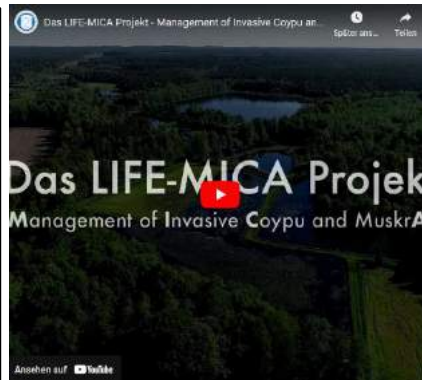 Das LIFE-MICA Projekt - Management of Invasive Coypu an...
Später ans...
Teilen
Das LIFE-MICA Projek
Management of Invasive Coypu and MuskrA
Ansehen auf YouTube